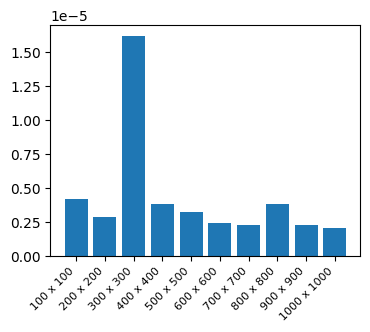 1e−5
1.50
1.25
1.00
0.75
0.50
0.25
0.00
100 x 100
200 x 200
300 x 300
400 x 400
500 x 500
600 x 600
700 x 700
800 x 800
900 x 900
1000 x 1000